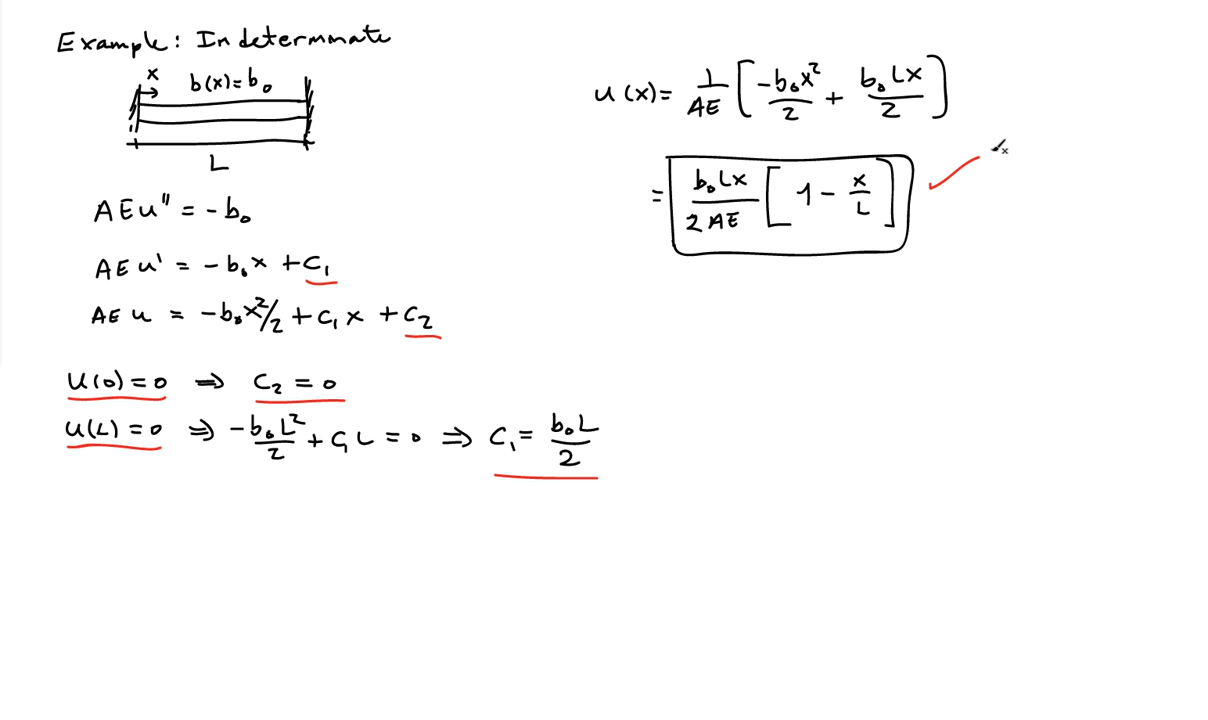 Example: Indeterminate
x
b(x)=b₀
L
AEu" = -b₀
AEu' = -b₀x + C₁
AE u = -b₀x²/2 + C₁x + C₂
u(0)=0 ⇒ C₂ = 0
u(L)=0 ⇒ -b₀L²/2 + C₁L = 0 ⇒ C₁ = b₀L/2
u(x) = 1/AE [ -b₀x²/2 + b₀Lx/2 ]
= b₀Lx/2AE [ 1 - x/L ]